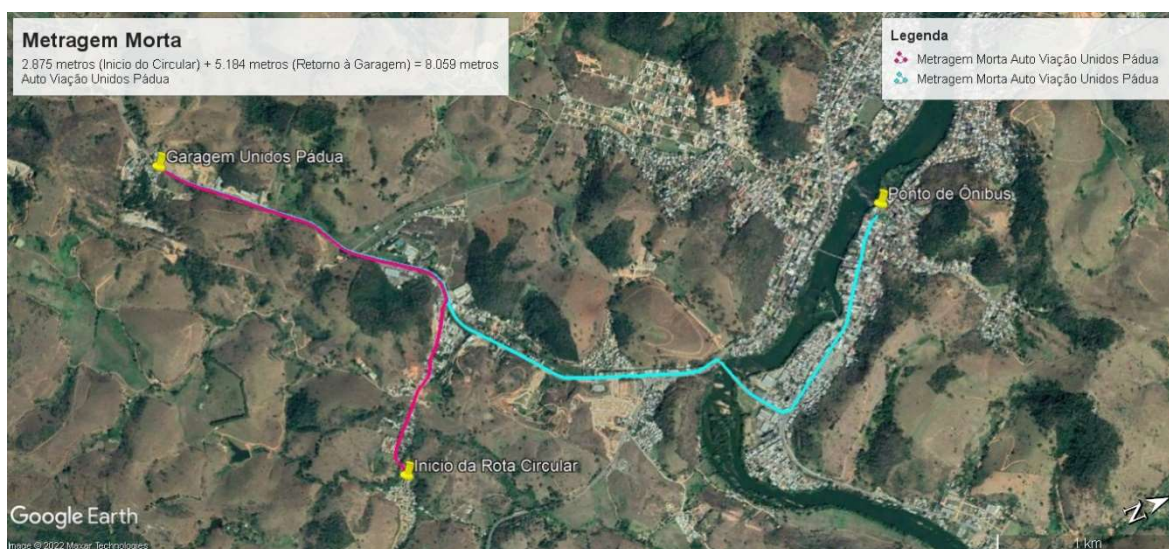 Metragem Morta
2.875 metros (Inicio do Circular) + 5.184 metros (Retorno à Garagem) = 8.059 metros
Auto Viação Unidos Pádua
Legenda
Metragem Morta Auto Viação Unidos Pádua
Metragem Morta Auto Viação Unidos Pádua
Garagem Unidos Pádua
Ponto de Ônibus
Inicio da Rota Circular
Google Earth
Image © 2022 Maxar Technologies
1 km
N